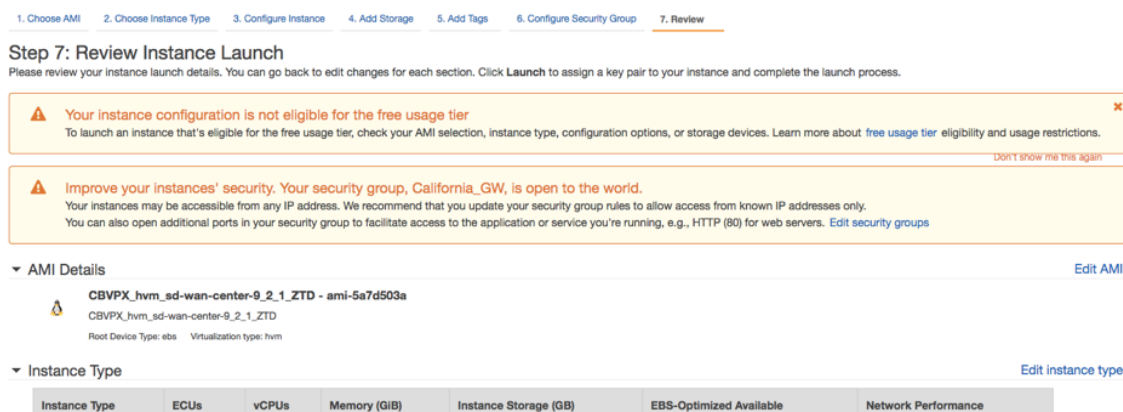 1. Choose AMI 2. Choose Instance Type 3. Configure Instance 4. Add Storage 5. Add Tags 6. Configure Security Group 7. Review
Step 7: Review Instance Launch
Please review your instance launch details. You can go back to edit changes for each section. Click Launch to assign a key pair to your instance and complete the launch process.
Your instance configuration is not eligible for the free usage tier
To launch an instance that's eligible for the free usage tier, check your AMI selection, instance type, configuration options, or storage devices. Learn more about free usage tier eligibility and usage restrictions.
Don't show me this again
Improve your instances' security. Your security group, California_GW, is open to the world.
Your instances may be accessible from any IP address. We recommend that you update your security group rules to allow access from known IP addresses only.
You can also open additional ports in your security group to facilitate access to the application or service you're running, e.g., HTTP (80) for web servers. Edit security groups
AMI Details Edit AMI
CBVPX_hvm_sd-wan-center-9_2_1_ZTD - ami-5a7d503a
CBVPX_hvm_sd-wan-center-9_2_1_ZTD
Root Device Type: ebs Virtualization type: hvm
Instance Type Edit instance type
Instance Type ECUs vCPUs Memory (GiB) Instance Storage (GB) EBS-Optimized Available Network Performance